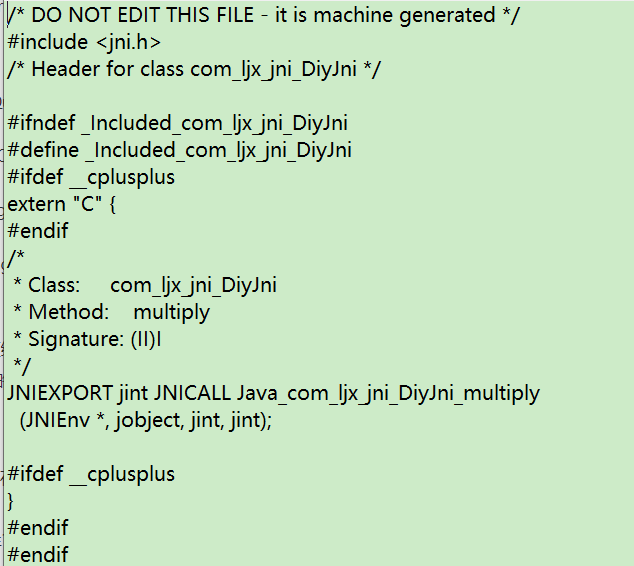 /* DO NOT EDIT THIS FILE - it is machine generated */
#include <jni.h>
/* Header for class com_ljx_jni_DiyJni */

#ifndef _Included_com_ljx_jni_DiyJni
#define _Included_com_ljx_jni_DiyJni
#ifdef __cplusplus
extern "C" {
#endif
/*
 * Class:     com_ljx_jni_DiyJni
 * Method:    multiply
 * Signature: (II)I
 */
JNIEXPORT jint JNICALL Java_com_ljx_jni_DiyJni_multiply
  (JNIEnv *, jobject, jint, jint);

#ifdef __cplusplus
}
#endif
#endif